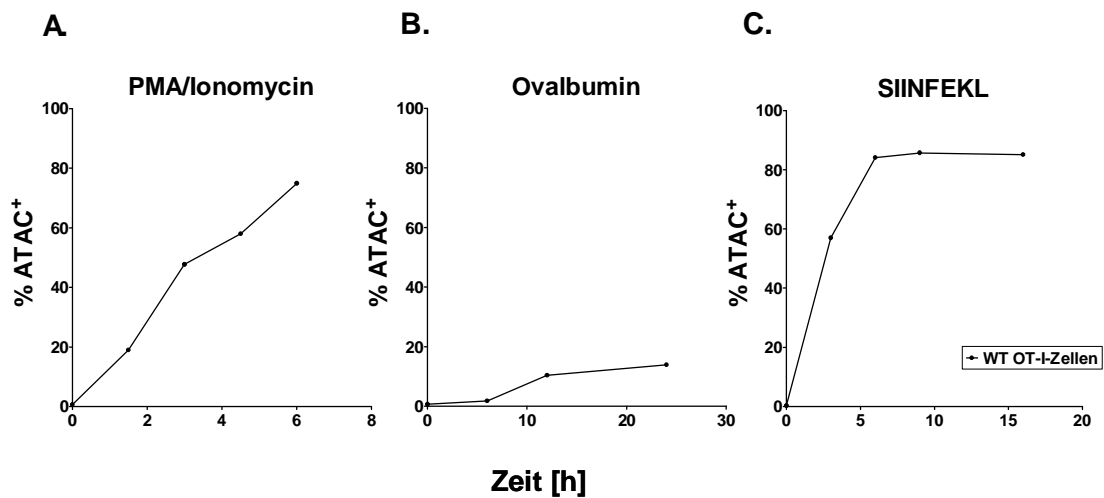 A.
B.
C.
PMA/Ionomycin
Ovalbumin
SIINFEKL
% ATAC+
100
80
60
40
20
0
0 2 4 6 8
% ATAC+
100
80
60
40
20
0
0 10 20 30
% ATAC+
100
80
60
40
20
0
0 5 10 15 20
WT OT-I-Zellen
Zeit [h]